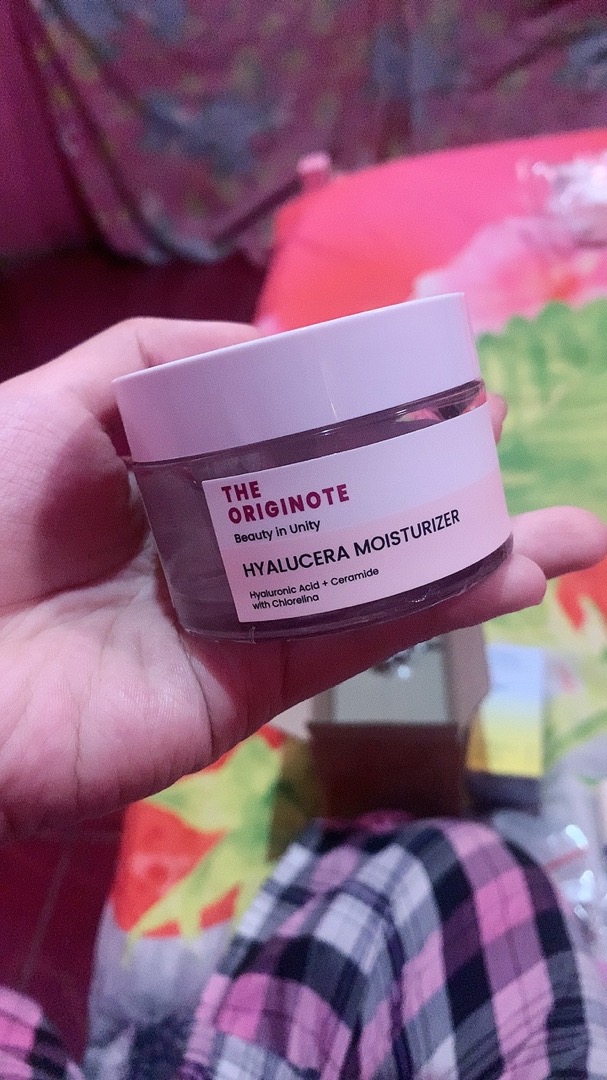 THE
ORIGINOTE
Beauty in Unity
HYALUCERA MOISTURIZER
Hyaluronic Acid + Ceramide
with Chlorelina